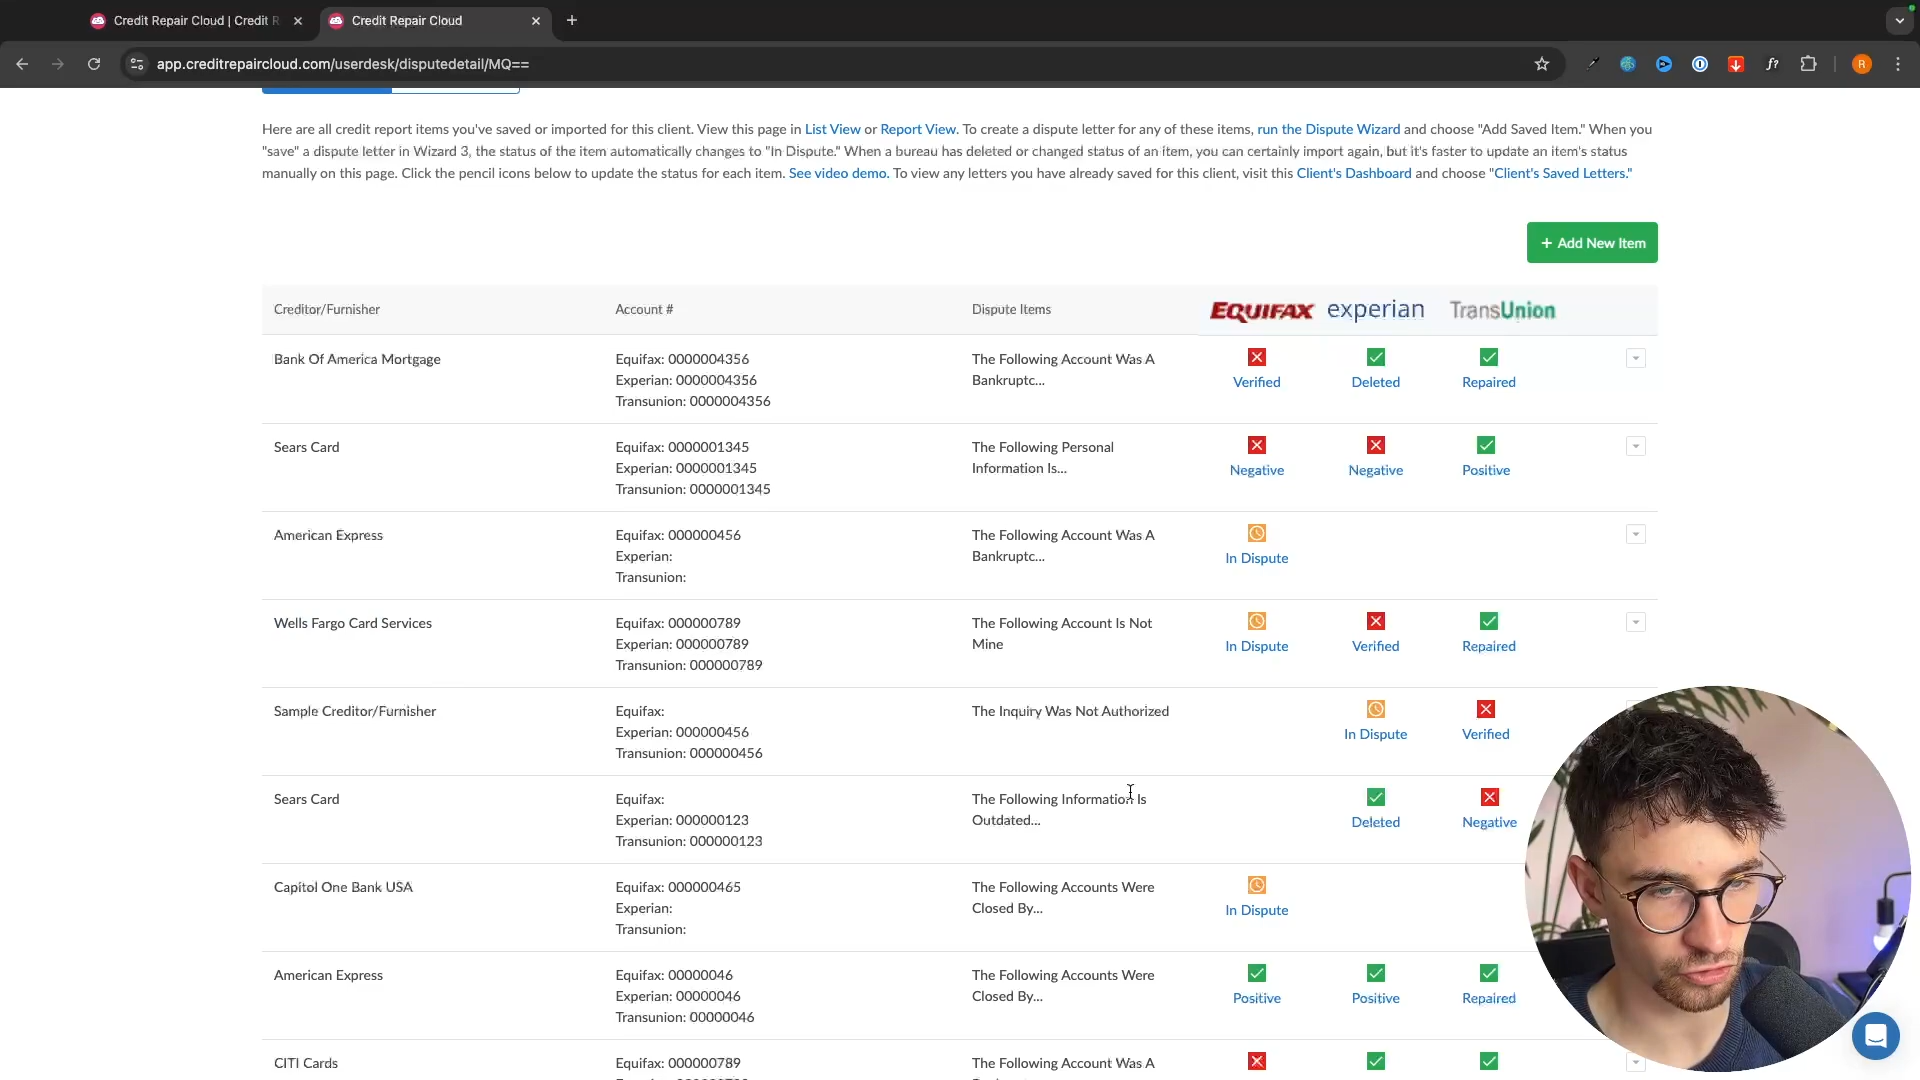 Credit Repair Cloud | Credit R
Credit Repair Cloud
app.creditrepaircloud.com/userdesk/disputedetail/MQ==
f?
R
Here are all credit report items you've saved or imported for this client. View this page in List View or Report View. To create a dispute letter for any of these items, run the Dispute Wizard and choose "Add Saved Item." When you
"save" a dispute letter in Wizard 3, the status of the item automatically changes to "In Dispute." When a bureau has deleted or changed status of an item, you can certainly import again, but it's faster to update an item's status
manually on this page. Click the pencil icons below to update the status for each item. See video demo. To view any letters you have already saved for this client, visit this Client's Dashboard and choose "Client's Saved Letters."
+ Add New Item
Creditor/Furnisher Account # Dispute Items EQUIFAX experian TransUnion
Bank Of America Mortgage
Equifax: 0000004356
Experian: 0000004356
Transunion: 0000004356
The Following Account Was A
Bankruptc...
Verified Deleted Repaired
Sears Card
Equifax: 0000001345
Experian: 0000001345
Transunion: 0000001345
The Following Personal
Information Is...
Negative Negative Positive
American Express
Equifax: 000000456
Experian:
Transunion:
The Following Account Was A
Bankruptc...
In Dispute
Wells Fargo Card Services
Equifax: 000000789
Experian: 000000789
Transunion: 000000789
The Following Account Is Not
Mine
In Dispute Verified Repaired
Sample Creditor/Furnisher
Equifax:
Experian: 000000456
Transunion: 000000456
The Inquiry Was Not Authorized
In Dispute Verified
Sears Card
Equifax:
Experian: 000000123
Transunion: 000000123
The Following Information Is
Outdated...
Deleted Negative
Capitol One Bank USA
Equifax: 000000465
Experian:
Transunion:
The Following Accounts Were
Closed By...
In Dispute
American Express
Equifax: 00000046
Experian: 00000046
Transunion: 00000046
The Following Accounts Were
Closed By...
Positive Positive Repaired
CITI Cards
Equifax: 000000789
The Following Account Was A